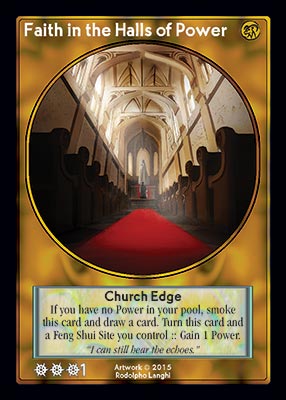 Faith in the Halls of Power
Church Edge
If you have no Power in your pool, smoke
this card and draw a card. Turn this card and
a Feng Shui Site you control :: Gain 1 Power.
"I can still hear the echoes."
1
Artwork © 2015
Rodolpho Langhi